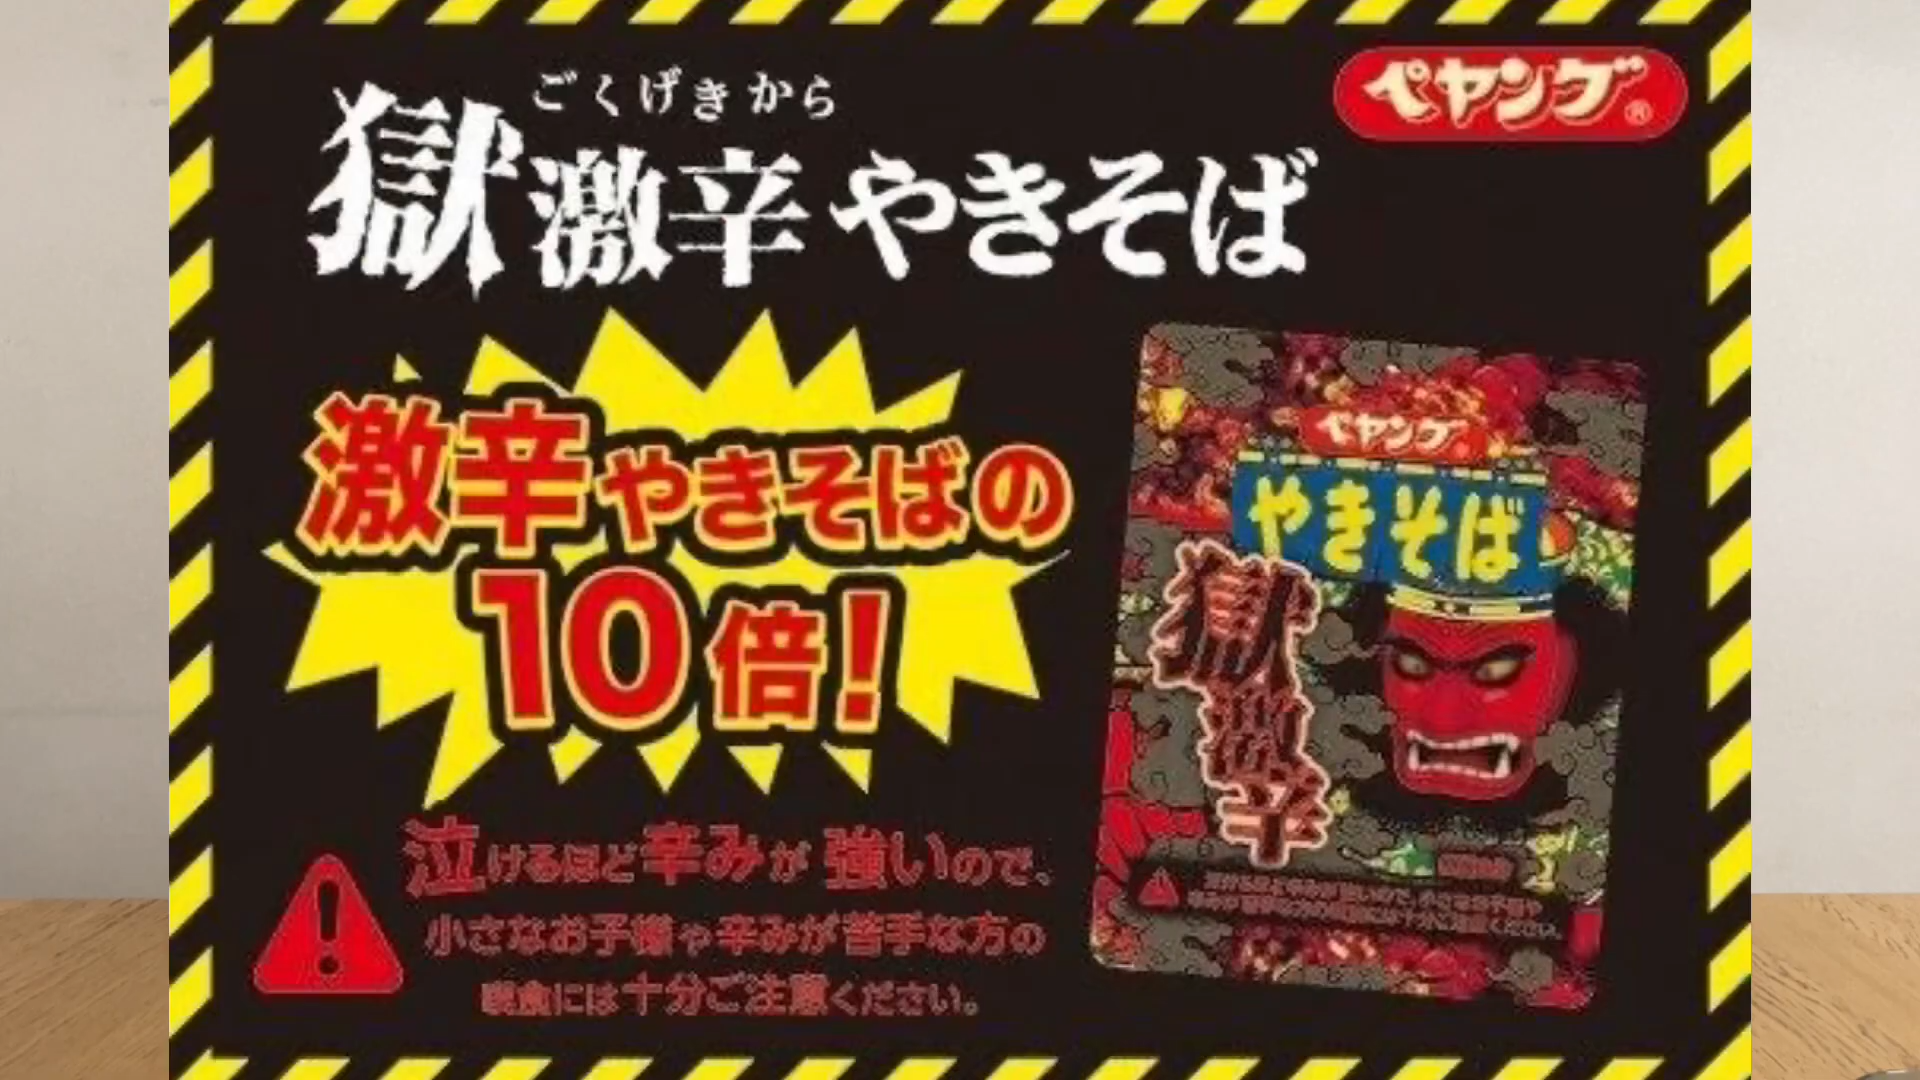 ごくげきから
獄激辛やきそば
ペヤング®
激辛やきそばの
10倍!
泣けるほど辛みが強いので、
小さなお子様や辛みが苦手な方の
喫食には十分ご注意ください。
ペヤング
やきそば
獄激辛